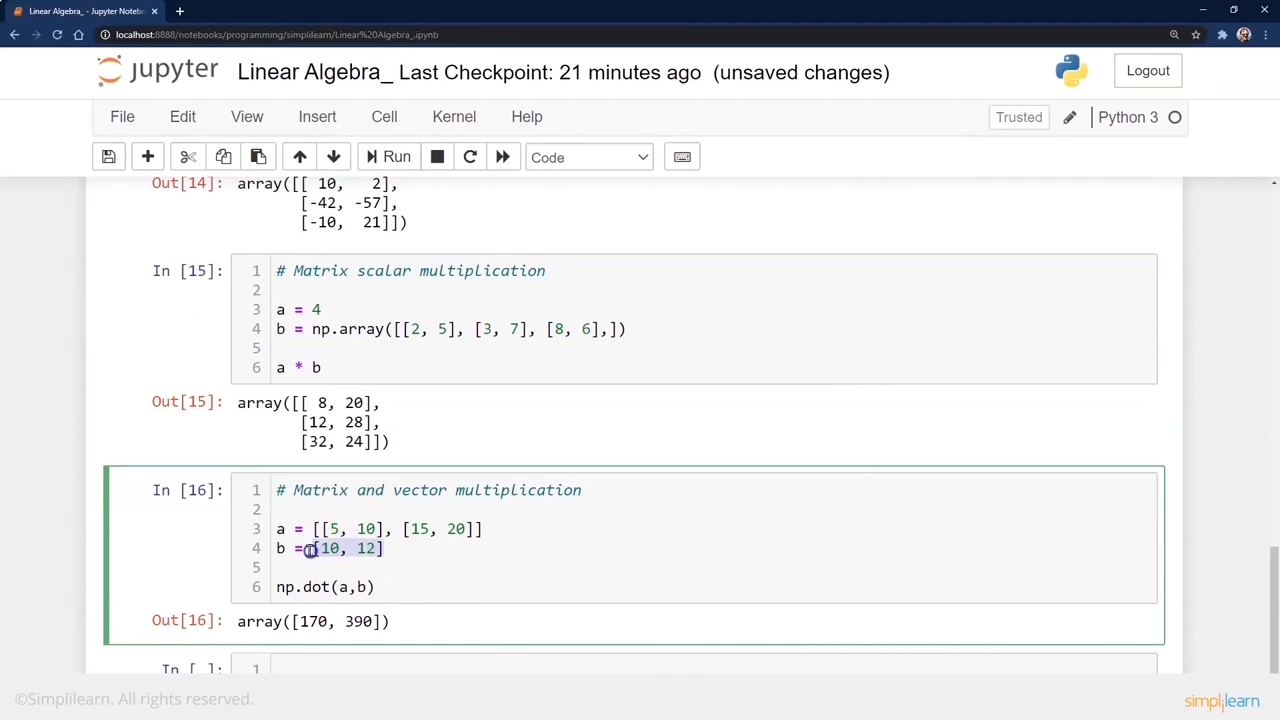 Linear Algebra_ - Jupyter Noteb
localhost:8888/notebooks/programming/simplilearn/Linear%20Algebra_.ipynb
jupyter Linear Algebra_ Last Checkpoint: 21 minutes ago (unsaved changes) Logout
File Edit View Insert Cell Kernel Help Trusted Python 3
Run Code
Out[14]: array([[ 10, 2],
[-42, -57],
[-10, 21]])
In [15]: 1 # Matrix scalar multiplication
2
3 a = 4
4 b = np.array([[2, 5], [3, 7], [8, 6],])
5
6 a * b
Out[15]: array([[ 8, 20],
[12, 28],
[32, 24]])
In [16]: 1 # Matrix and vector multiplication
2
3 a = [[5, 10], [15, 20]]
4 b = [10, 12]
5
6 np.dot(a,b)
Out[16]: array([170, 390])
In [ ]: 1
©Simplilearn. All rights reserved. simplilearn